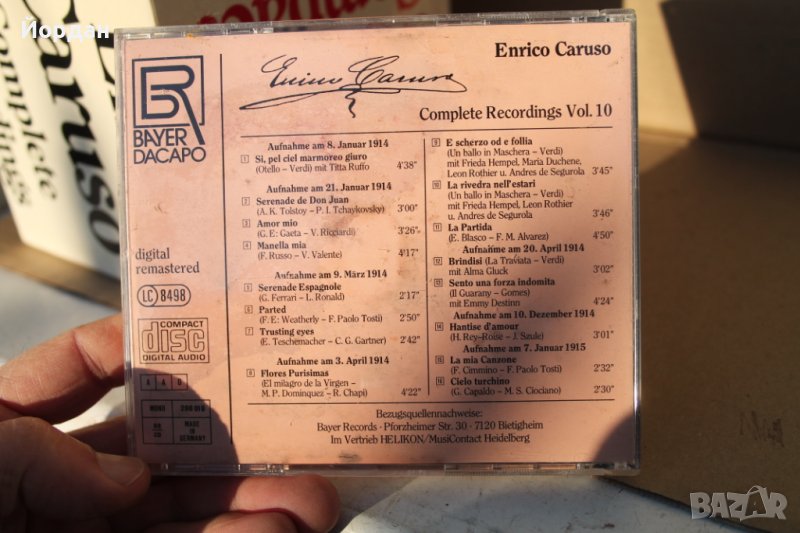 Йордан
Caruso
Complete
Enrico Caruso
Enrico Caruso
Complete Recordings Vol. 10
BR
BAYER
DACAPO
digital
remastered
LC 8498
COMPACT
disc
DIGITAL AUDIO
A A D
MONO
MADE IN
GERMANY
Aufnahme am 8. Januar 1914
1 Si, pel ciel marmoreo giuro
(Otello – Verdi) mit Titta Ruffo 4'38"
Aufnahme am 21. Januar 1914
2 Serenade de Don Juan
(A. K. Tolstoy – P. I. Tchaykovsky) 3'00"
3 Amor mio
(G. E. Gaeta – V. Ricciardi) 3'26"
4 Manella mia
(F. Russo – V. Valente) 4'17"
Aufnahme am 9. März 1914
5 Serenade Espagnole
(G. Ferrari – L. Ronald) 2'17"
6 Parted
(F. E. Weatherly – F. Paolo Tosti) 2'50"
7 Trusting eyes
(E. Teschemacher – C. G. Gartner) 2'42"
Aufnahme am 3. April 1914
8 Flores Purisimas
(El milagro de la Virgen –
M. P. Dominquez – R. Chapi) 4'22"
9 E scherzo od e follia
(Un ballo in Maschera – Verdi)
mit Frieda Hempel, Maria Duchene,
Leon Rothier u. Andres de Segurola 3'45"
10 La rivedra nell'estari
(Un ballo in Maschera – Verdi)
mit Frieda Hempel, Leon Rothier
u. Andres de Segurola 3'46"
11 La Partida
(E. Blasco – F. M. Alvarez) 4'50"
Aufnahme am 20. April 1914
12 Brindisi (La Traviata – Verdi)
mit Alma Gluck 3'02"
13 Sento una forza indomita
(Il Guarany – Gomes)
mit Emmy Destinn 4'24"
Aufnahme am 10. Dezember 1914
14 Hantise d'amour
(H. Rey-Roise – J. Szule) 3'01"
Aufnahme am 7. Januar 1915
15 La mia Canzone
(F. Cimmino – F. Paolo Tosti) 2'32"
16 Cielo turchino
(G. Capaldo – M. S. Ciociano) 2'30"
Bezugsquellennachweise:
Bayer Records · Pforzheimer Str. 30 · 7120 Bietigheim
Im Vertrieb HELIKON/MusiContact Heidelberg
BAZAR
bg